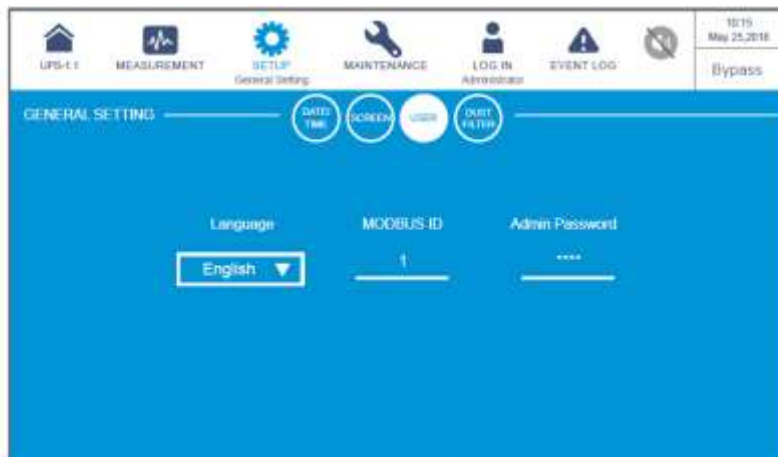 10:15
May 25,2018
UPS-1.1
MEASUREMENT
SETUP
General Setting
MAINTENANCE
LOG IN
Administrator
EVENT LOG
Bypass
GENERAL SETTING
DATE/
TIME
SCREEN
USER
DUST
FILTER
Language
MODBUS ID
Admin Password
English
1
****